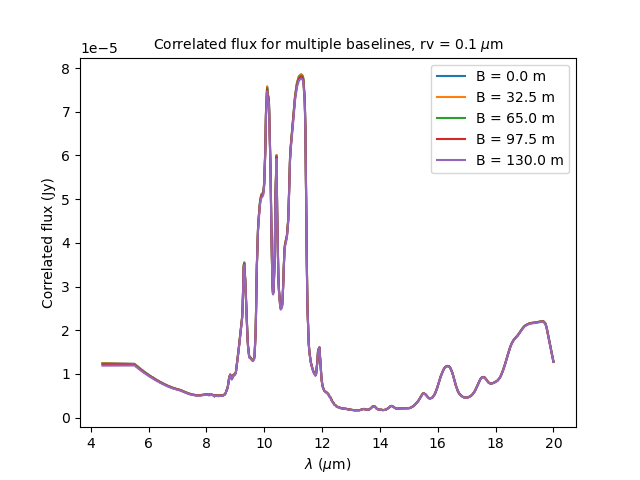 Correlated flux for multiple baselines, rv = 0.1 μm
1e−5
B = 0.0 m
B = 32.5 m
B = 65.0 m
B = 97.5 m
B = 130.0 m
8
7
6
5
4
3
2
1
0
Correlated flux (Jy)
4 6 8 10 12 14 16 18 20
λ (μm)